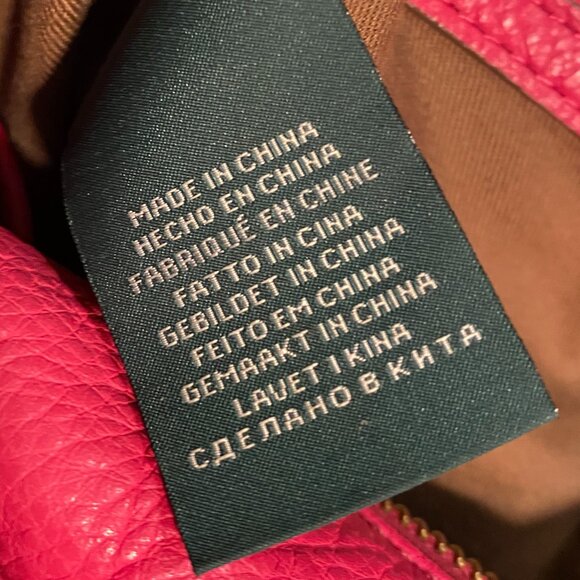 MADE IN CHINA
HECHO EN CHINA
FABRIQUÉ EN CHINE
FATTO IN CINA
GEBILDET IN CHINA
FEITO EM CHINA
GEMAAKT IN CHINA
LAVET I KINA
СДЕЛАНО В КИТА